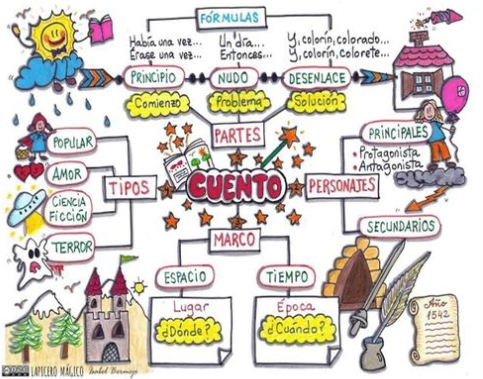 FÓRMULAS
Había una vez...
Erase una vez...
Un día...
Entonces...
Y, colorín, colorado...
Y, colorín, colorete...
PRINCIPIO
NUDO
DESENLACE
Comienzo
Problema
Solución
PARTES
POPULAR
AMOR
CIENCIA
FICCIÓN
TERROR
TIPOS
CUENTO
PERSONAJES
PRINCIPALES
• Protagonista
• Antagonista
SECUNDARIOS
MARCO
ESPACIO
TIEMPO
Lugar
¿Dónde?
Época
¿Cuándo?
Año
1542
LAPICERO MÁGICO Isabel Bermejo